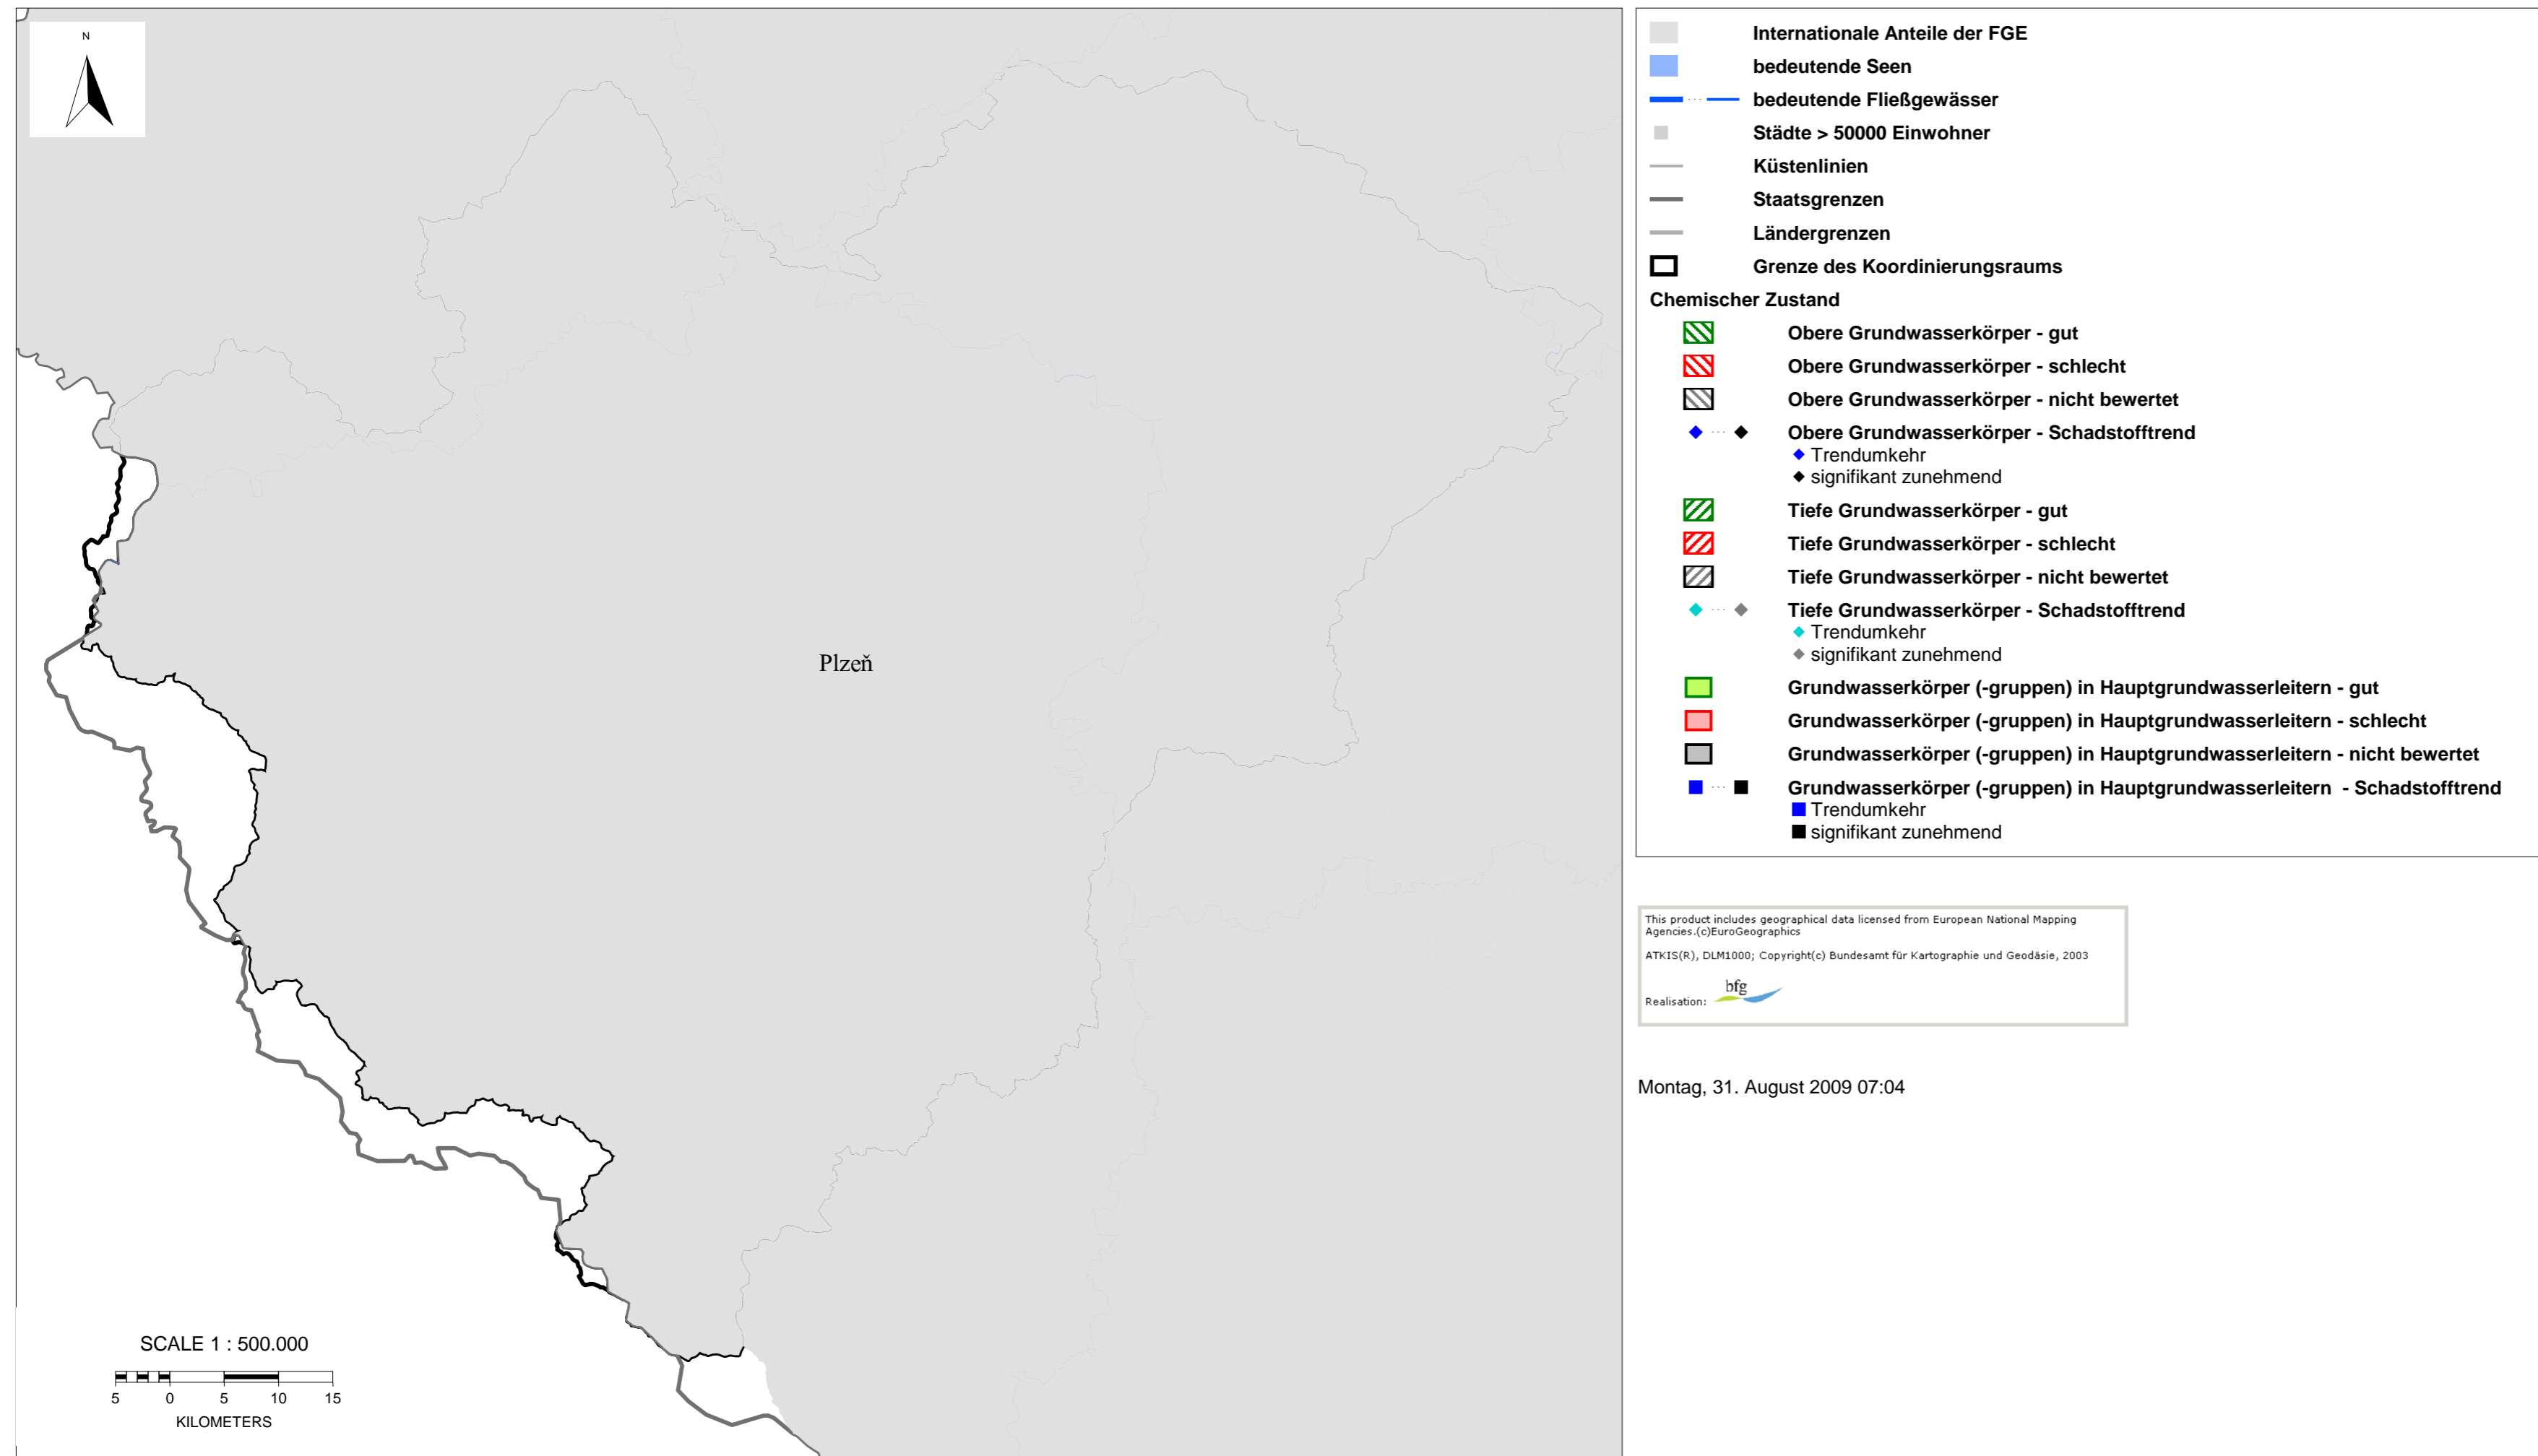 N
Plzeň
SCALE 1 : 500.000
5 0 5 10 15
KILOMETERS
Internationale Anteile der FGE
bedeutende Seen
bedeutende Fließgewässer
Städte > 50000 Einwohner
Küstenlinien
Staatsgrenzen
Ländergrenzen
Grenze des Koordinierungsraums
Chemischer Zustand
Obere Grundwasserkörper - gut
Obere Grundwasserkörper - schlecht
Obere Grundwasserkörper - nicht bewertet
Obere Grundwasserkörper - Schadstofftrend
Trendumkehr
signifikant zunehmend
Tiefe Grundwasserkörper - gut
Tiefe Grundwasserkörper - schlecht
Tiefe Grundwasserkörper - nicht bewertet
Tiefe Grundwasserkörper - Schadstofftrend
Trendumkehr
signifikant zunehmend
Grundwasserkörper (-gruppen) in Hauptgrundwasserleitern - gut
Grundwasserkörper (-gruppen) in Hauptgrundwasserleitern - schlecht
Grundwasserkörper (-gruppen) in Hauptgrundwasserleitern - nicht bewertet
Grundwasserkörper (-gruppen) in Hauptgrundwasserleitern - Schadstofftrend
Trendumkehr
signifikant zunehmend
This product includes geographical data licensed from European National Mapping
Agencies.(c)EuroGeographics
ATKIS(R), DLM1000; Copyright(c) Bundesamt für Kartographie und Geodäsie, 2003
Realisation: bfg
Montag, 31. August 2009 07:04